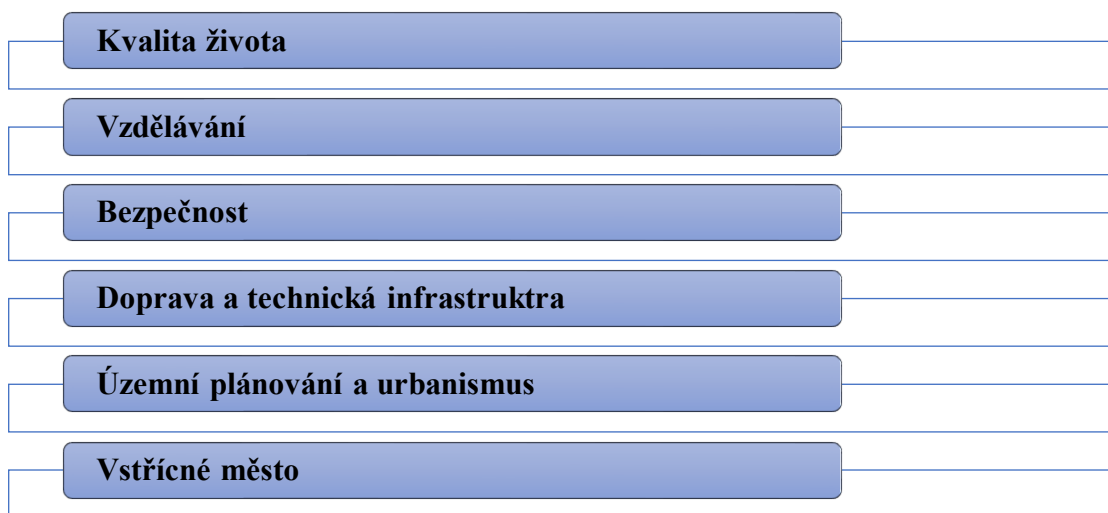 Kvalita života
Vzdělávání
Bezpečnost
Doprava a technická infrastruktra
Územní plánování a urbanismus
Vstřícné město